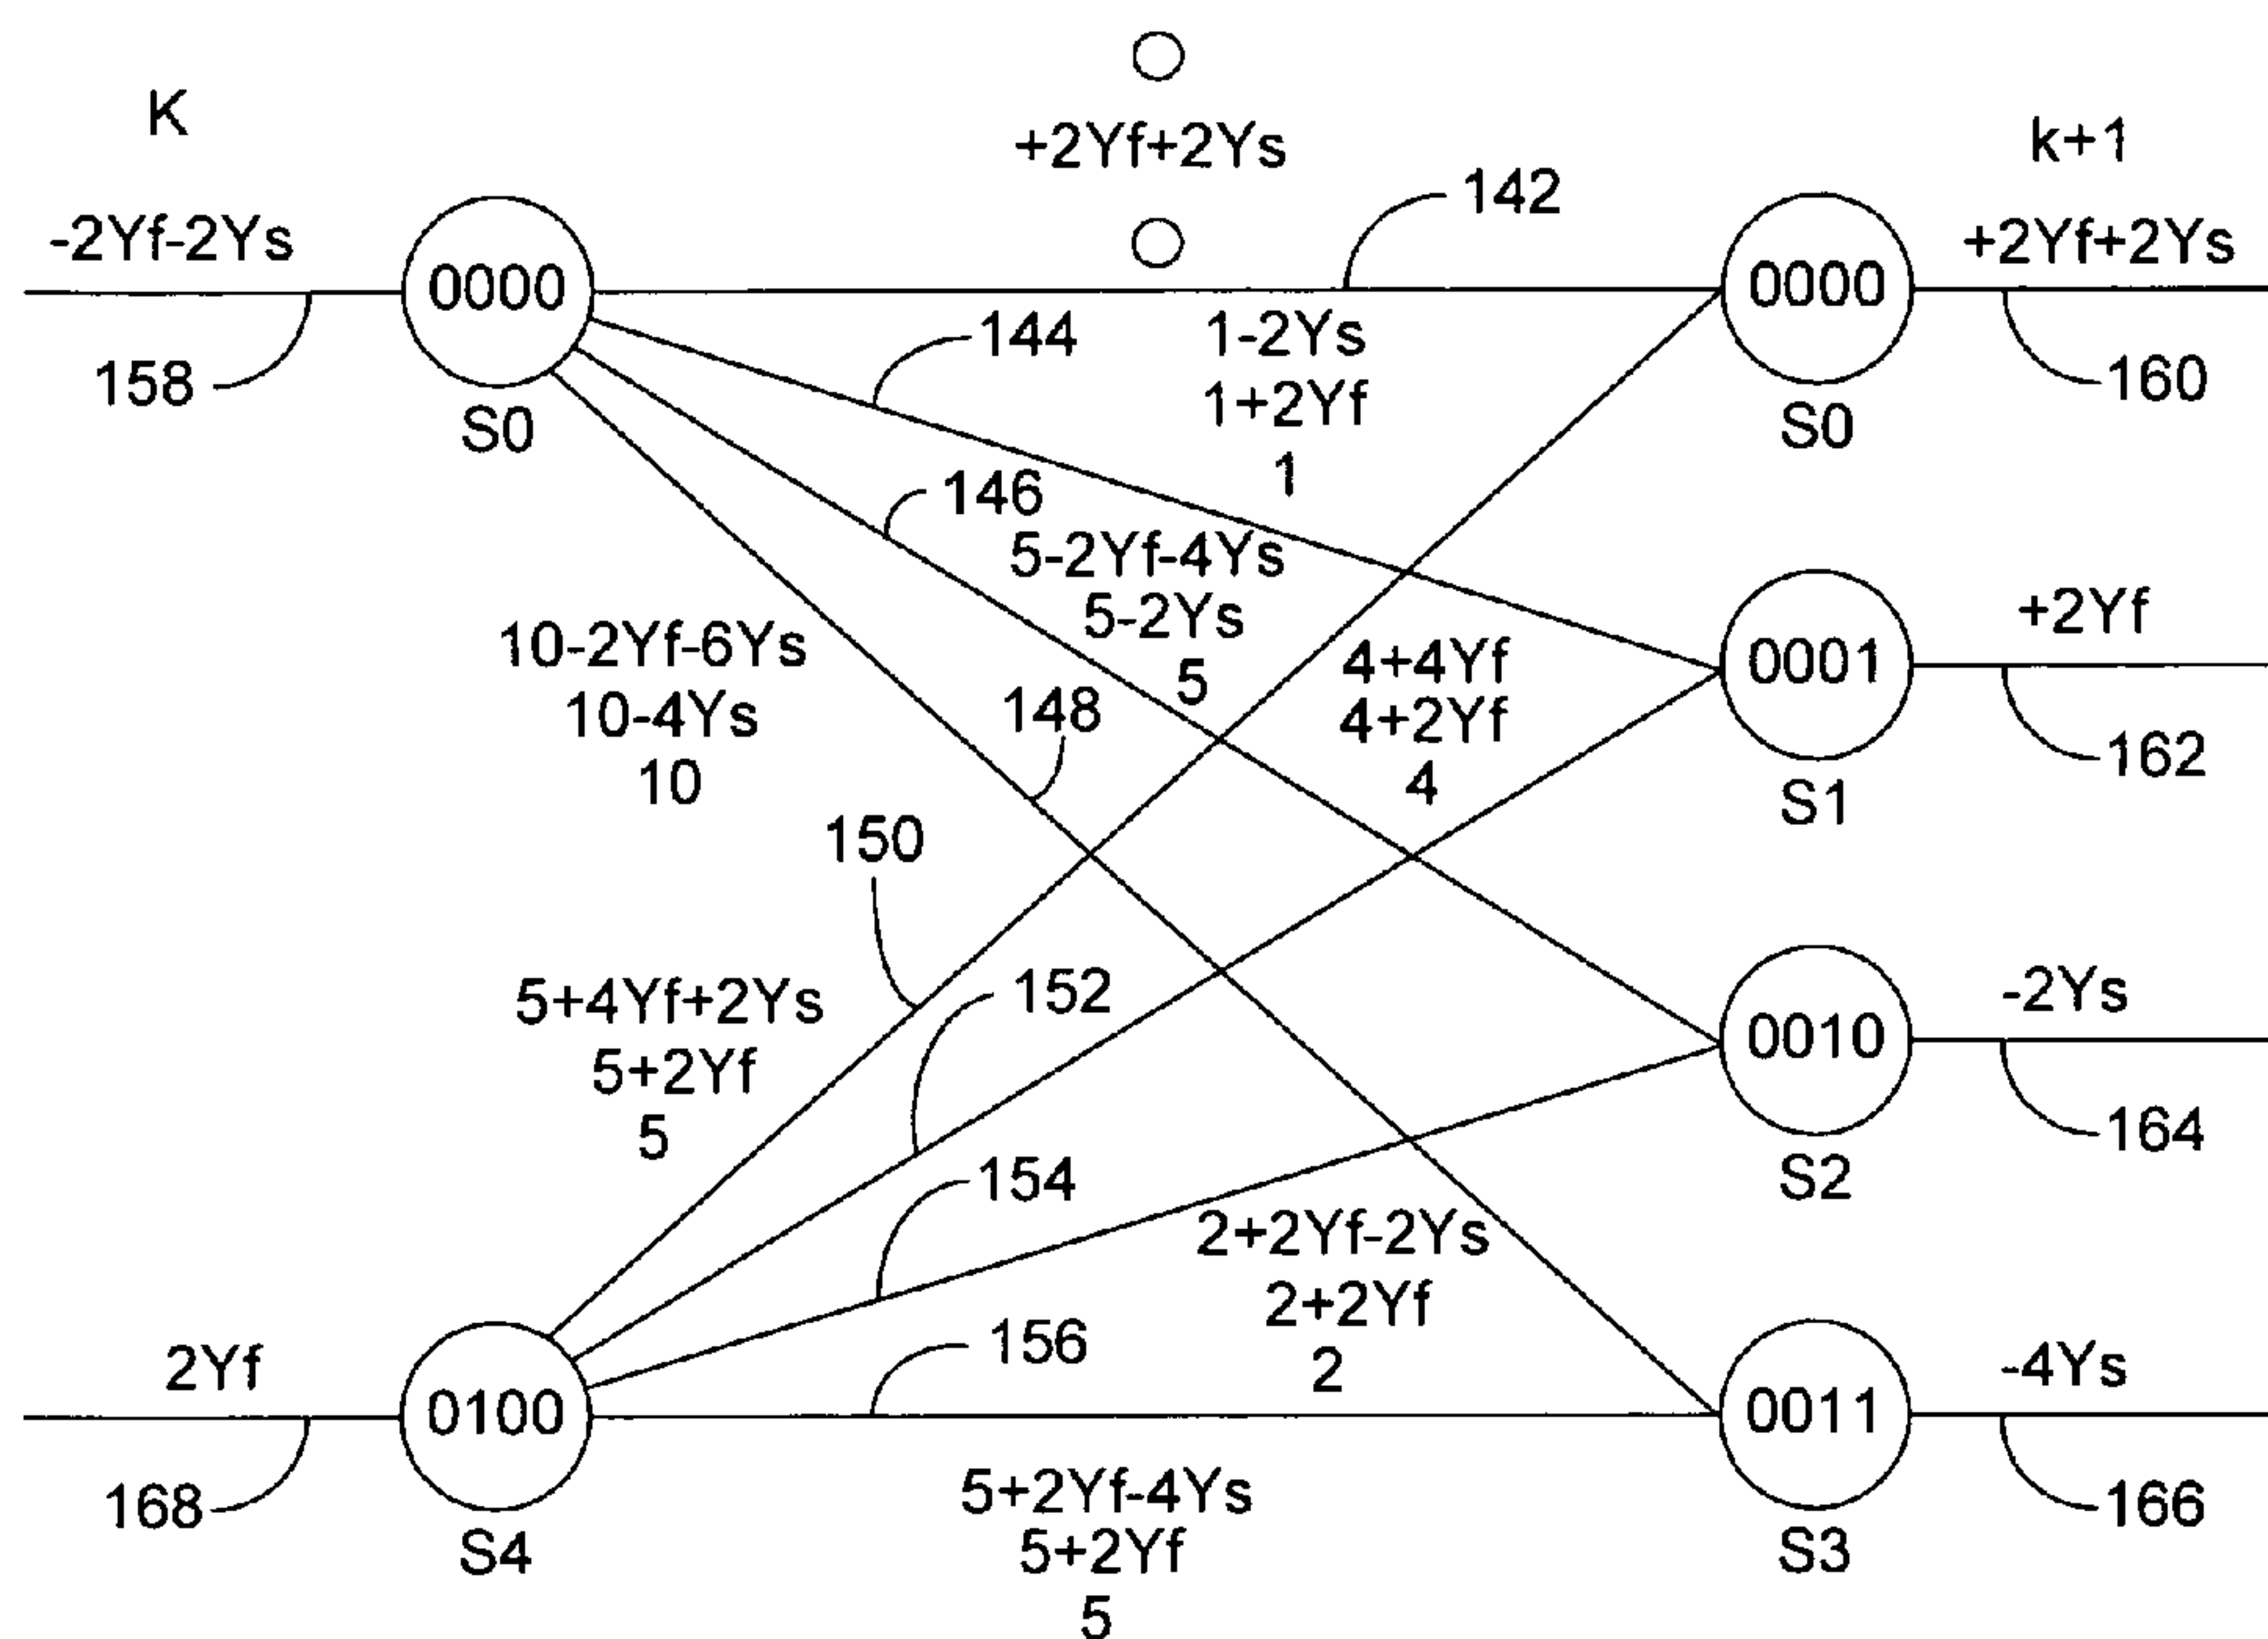 K
k+1
+2Yf+2Ys
142
-2Yf-2Ys
0000
0000
+2Yf+2Ys
158
S0
144
1-2Ys
1+2Yf
1
S0
160
146
5-2Yf-4Ys
5-2Ys
5
10-2Yf-6Ys
10-4Ys
10
148
4+4Yf
4+2Yf
4
0001
+2Yf
162
S1
150
5+4Yf+2Ys
5+2Yf
5
152
0010
-2Ys
164
S2
154
2+2Yf-2Ys
2+2Yf
2
156
2Yf
0100
168
S4
0011
-4Ys
166
S3
5+2Yf-4Ys
5+2Yf
5